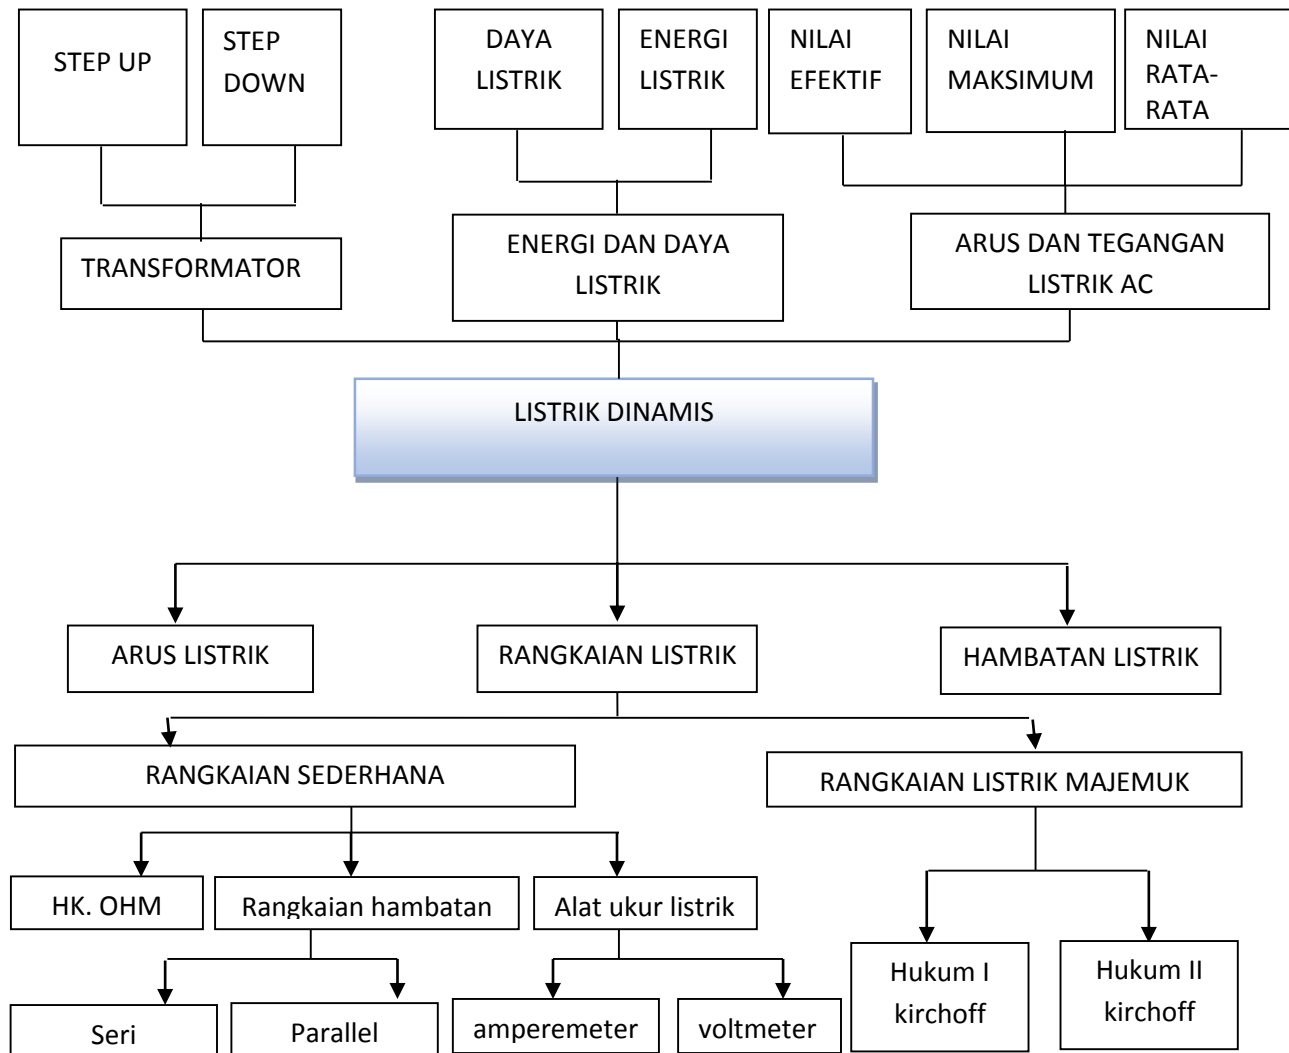 STEP UP
STEP
DOWN
DAYA
LISTRIK
ENERGI
LISTRIK
NILAI
EFEKTIF
NILAI
MAKSIMUM
NILAI
RATA-
RATA
TRANSFORMATOR
ENERGI DAN DAYA
LISTRIK
ARUS DAN TEGANGAN
LISTRIK AC
LISTRIK DINAMIS
ARUS LISTRIK
RANGKAIAN LISTRIK
HAMBATAN LISTRIK
RANGKAIAN SEDERHANA
RANGKAIAN LISTRIK MAJEMUK
HK. OHM
Rangkaian hambatan
Alat ukur listrik
Hukum I
kirchoff
Hukum II
kirchoff
Seri
Parallel
amperemeter
voltmeter